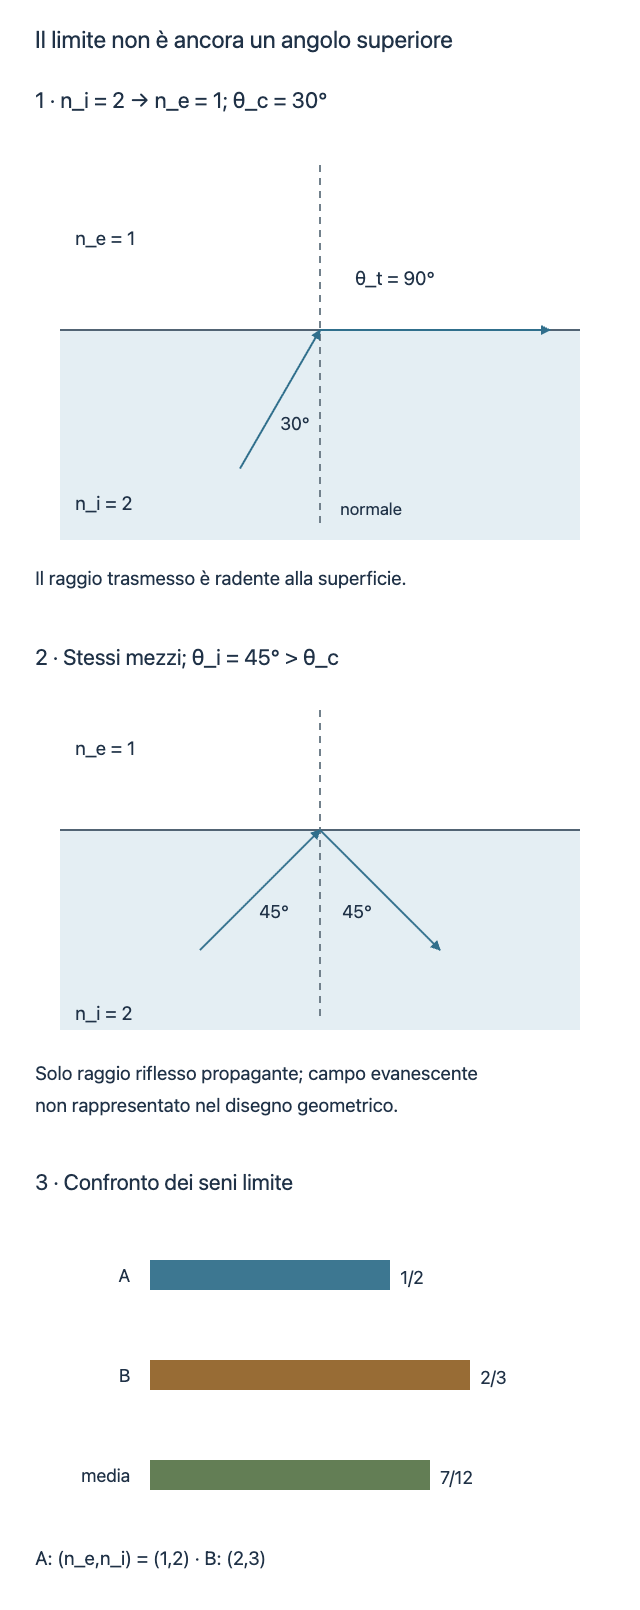 Il limite non è ancora un angolo superiore
1 · n_i = 2 → n_e = 1; θ_c = 30°
n_e = 1
θ_t = 90°
30°
n_i = 2
normale
Il raggio trasmesso è radente alla superficie.
2 · Stessi mezzi; θ_i = 45° > θ_c
n_e = 1
45° 45°
n_i = 2
Solo raggio riflesso propagante; campo evanescente
non rappresentato nel disegno geometrico.
3 · Confronto dei seni limite
A 1/2
B 2/3
media 7/12
A: (n_e,n_i) = (1,2) · B: (2,3)